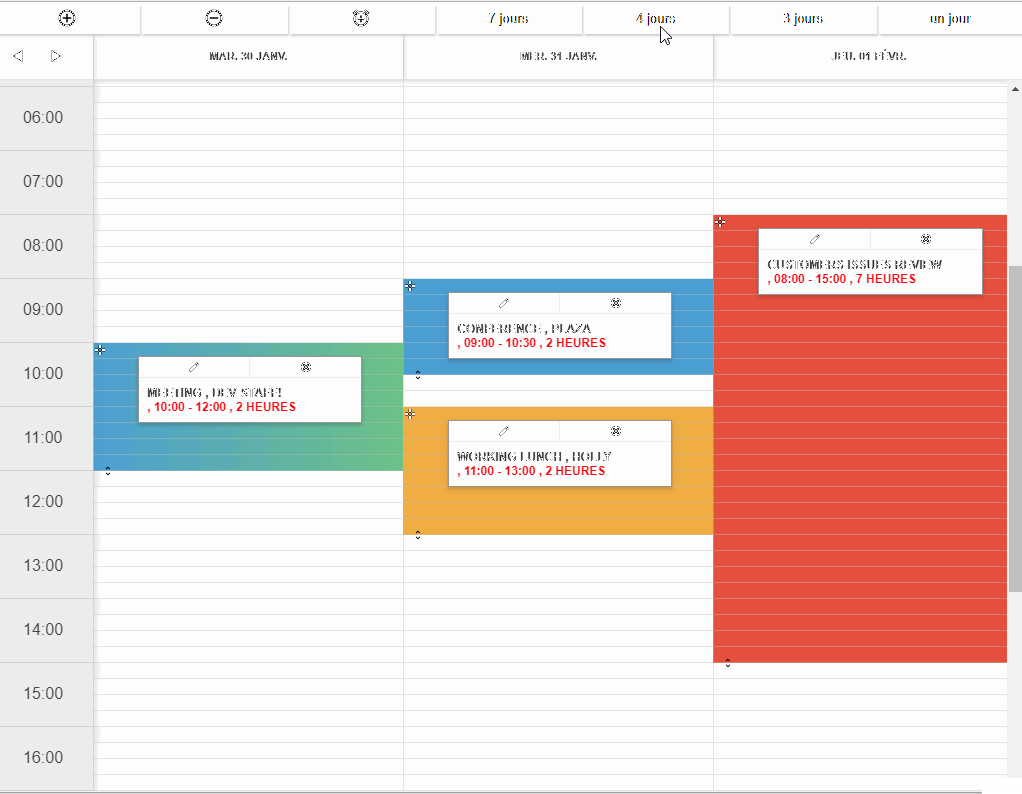 7 jours
4 jours
3 jours
un jour
MAR. 30 JANV.
MER. 31 JANV.
JEU. 01 FÉVR.
06:00
07:00
08:00
CUSTOMERS ISSUES REVIEW
, 08:00 - 15:00 , 7 HEURES
09:00
CONFERENCE , PLAZA
, 09:00 - 10:30 , 2 HEURES
10:00
MEETING , DEV STAFF!
, 10:00 - 12:00 , 2 HEURES
11:00
WORKING LUNCH , HOLLY
, 11:00 - 13:00 , 2 HEURES
12:00
13:00
14:00
15:00
16:00